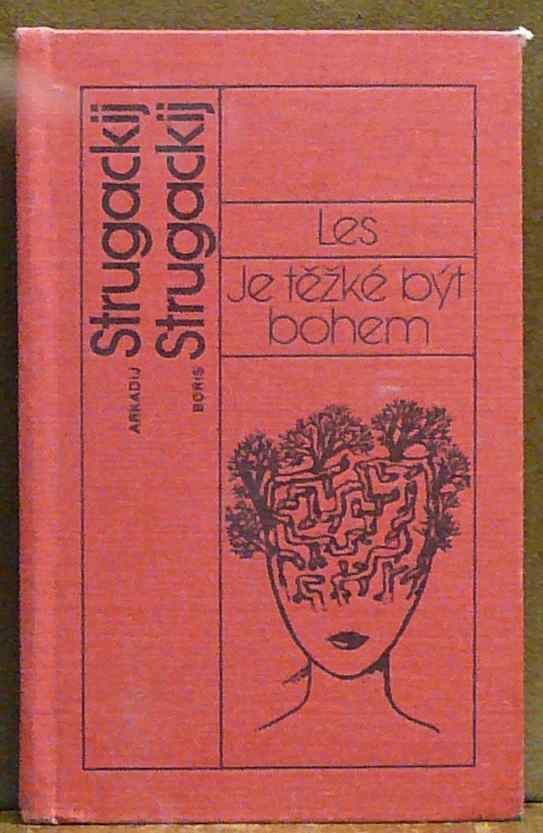 ARKADIJ Strugackij
BORIS Strugackij
Les
Je těžké být
bohem